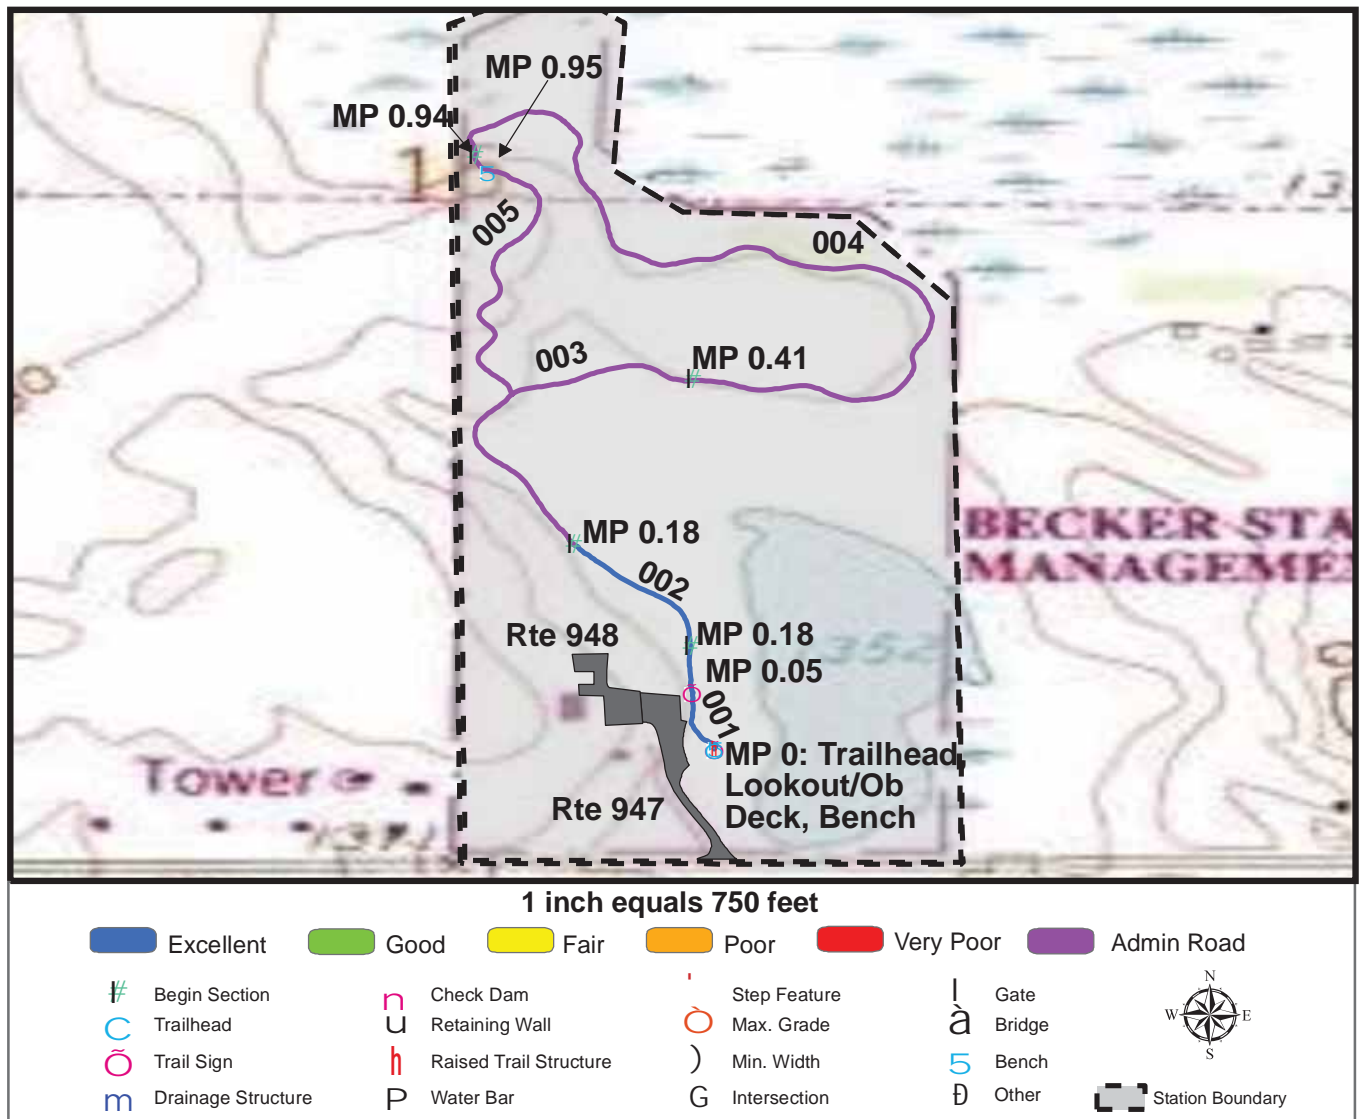 MP 0.95
MP 0.94
005
004
13
003
MP 0.41
MP 0.18
002
BECKER STA
MANAGEME
Rte 948
MP 0.18
MP 0.05
352
001
MP 0: Trailhead
Lookout/Ob
Deck, Bench
Tower
Rte 947
1371
1 inch equals 750 feet
Excellent
Good
Fair
Poor
Very Poor
Admin Road
Begin Section
Check Dam
Step Feature
Gate
Trailhead
Retaining Wall
Max. Grade
Bridge
Trail Sign
Raised Trail Structure
Min. Width
Bench
Drainage Structure
Water Bar
Intersection
Other
Station Boundary
N
W
E
S